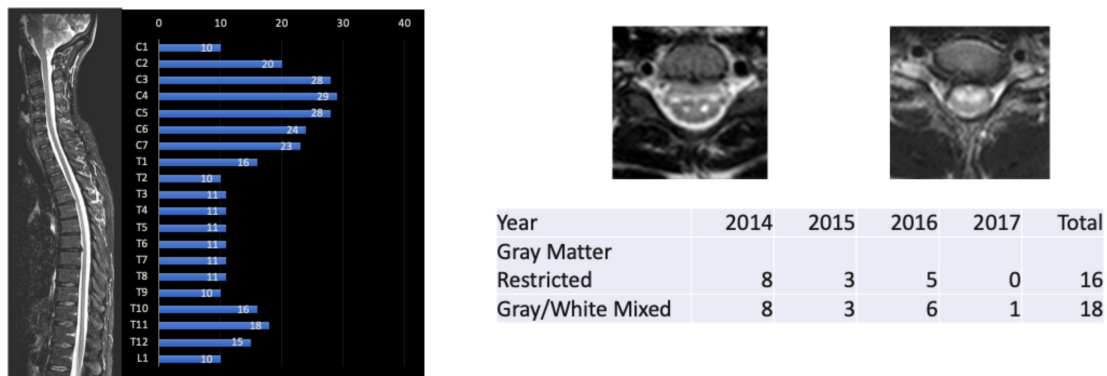 0 10 20 30 40
C1 10
C2 20
C3 28
C4 29
C5 28
C6 24
C7 23
T1 16
T2 10
T3 11
T4 11
T5 11
T6 11
T7 11
T8 11
T9 10
T10 16
T11 18
T12 15
L1 10
Year 2014 2015 2016 2017 Total
Gray Matter
Restricted 8 3 5 0 16
Gray/White Mixed 8 3 6 1 18